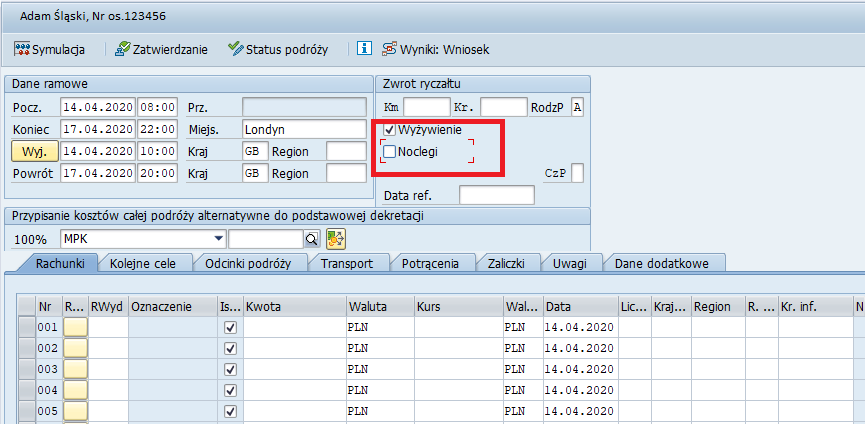 Adam Śląski, Nr os.123456
Symulacja Zatwierdzanie Status podróży Wyniki: Wniosek
Dane ramowe Zwrot ryczałtu
Pocz. 14.04.2020 08:00 Prz. Km Kr. RodzP A
Koniec 17.04.2020 22:00 Miejs. Londyn Wyżywienie
Wyj. 14.04.2020 10:00 Kraj GB Region Noclegi
Powrót 17.04.2020 20:00 Kraj GB Region CzP
Data ref.
Przypisanie kosztów całej podróży alternatywne do podstawowej dekretacji
100% MPK
Rachunki Kolejne cele Odcinki podróży Transport Potrącenia Zaliczki Uwagi Dane dodatkowe
Nr R... RWyd Oznaczenie Is... Kwota Waluta Kurs Wal... Data Lic... Kraj... Region R. ... Kr. inf. N
001 PLN PLN 14.04.2020
002 PLN PLN 14.04.2020
003 PLN PLN 14.04.2020
004 PLN PLN 14.04.2020
005 PLN PLN 14.04.2020